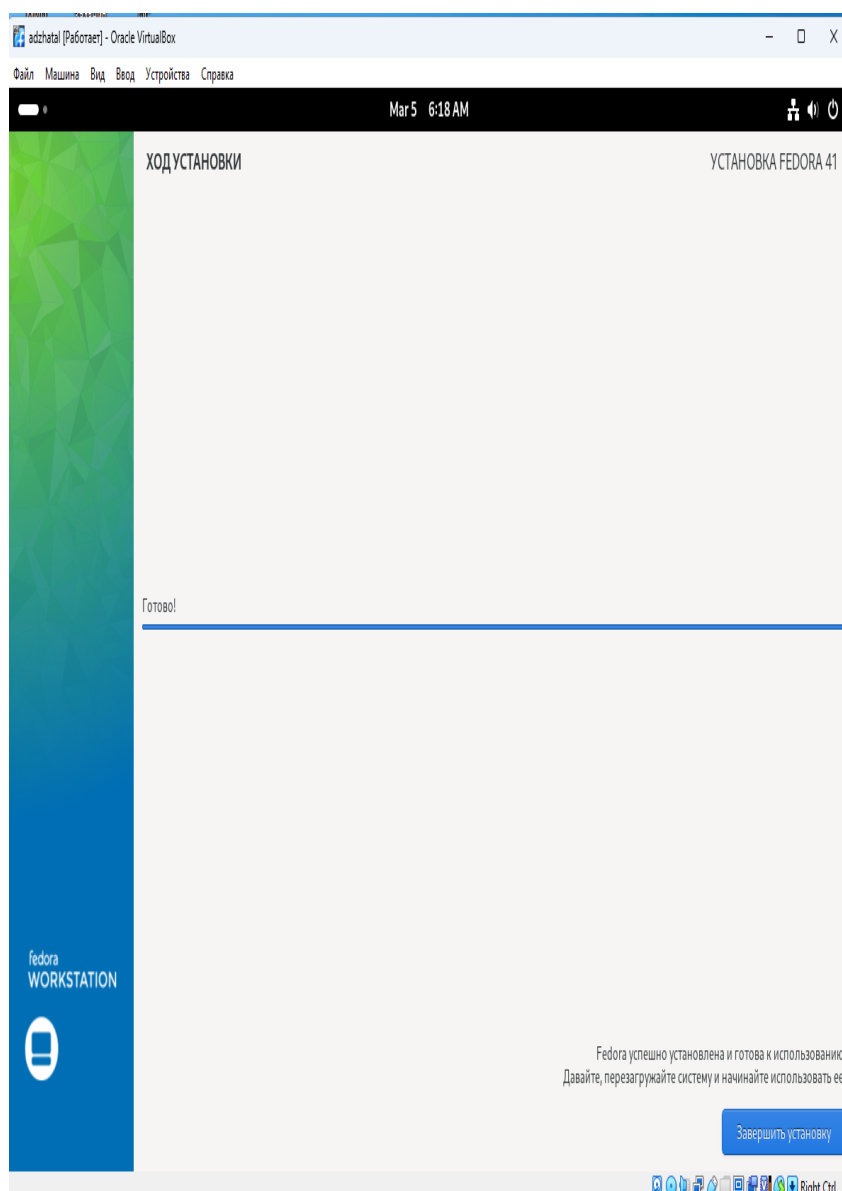 adzhatal [Работает] - Oracle VirtualBox
Файл Машина Вид Ввод Устройства Справка
Mar 5 6:18 AM
ХОД УСТАНОВКИ
УСТАНОВКА FEDORA 41
Готово!
fedora
WORKSTATION
Fedora успешно установлена и готова к использованию
Давайте, перезагружайте систему и начинайте использовать ее
Завершить установку
Right Ctrl